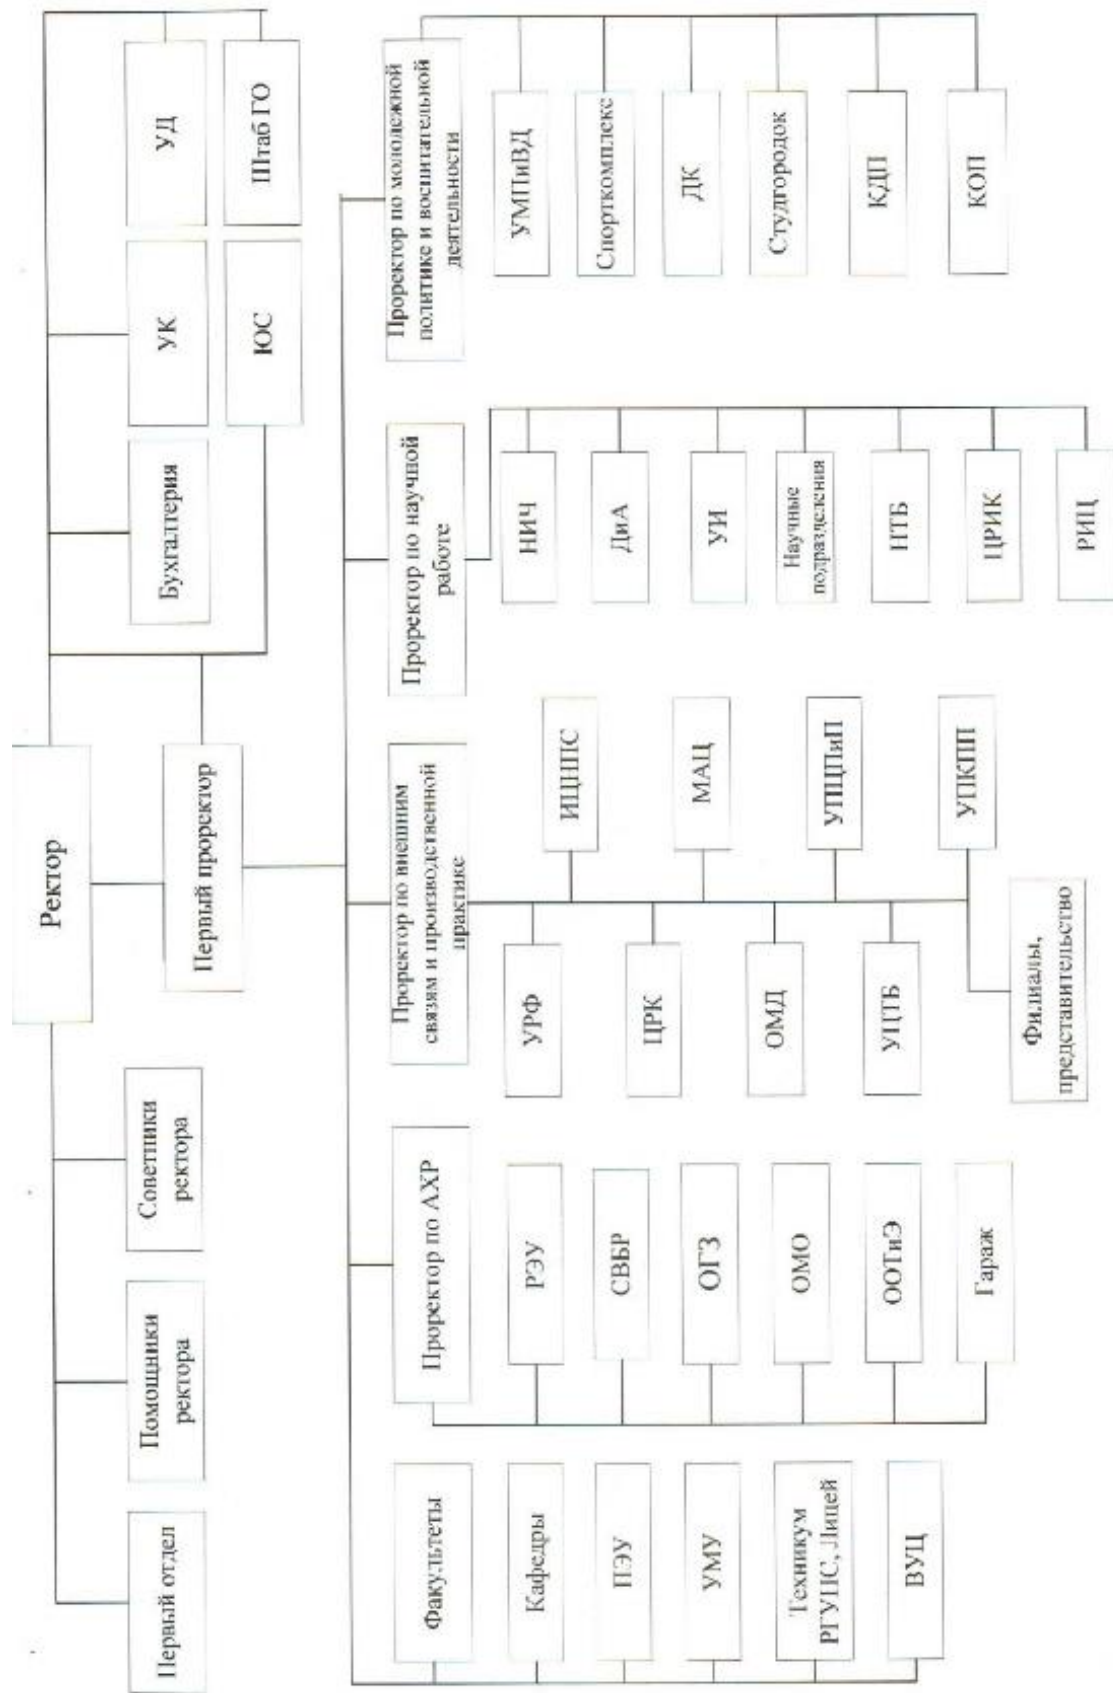 Ректор
Первый отдел
Помощники
ректора
Советники
ректора
Первый проректор
Бухгалтерия
УК
УД
ЮС
Штаб ГО
Факультеты
Кафедры
ПЭУ
УМУ
Техникум
РГУПС, Лицей
ВУЦ
Проректор по АХР
РЭУ
СВБР
ОГЗ
ОМО
ООТиЭ
Гараж
Проректор по внешним
связям и производственной
практике
УРФ
ЦРК
ОМД
УЦТБ
ИЦНПС
МАЦ
УПЦПиП
УПКПП
Филиалы,
представительство
Проректор по научной
работе
НИЧ
ДиА
УИ
Научные
подразделения
НТБ
ЦРИК
РИЦ
Проректор по молодежной
политике и воспитательной
деятельности
УМПиВД
Спорткомплекс
ДК
Студгородок
КДП
КОП